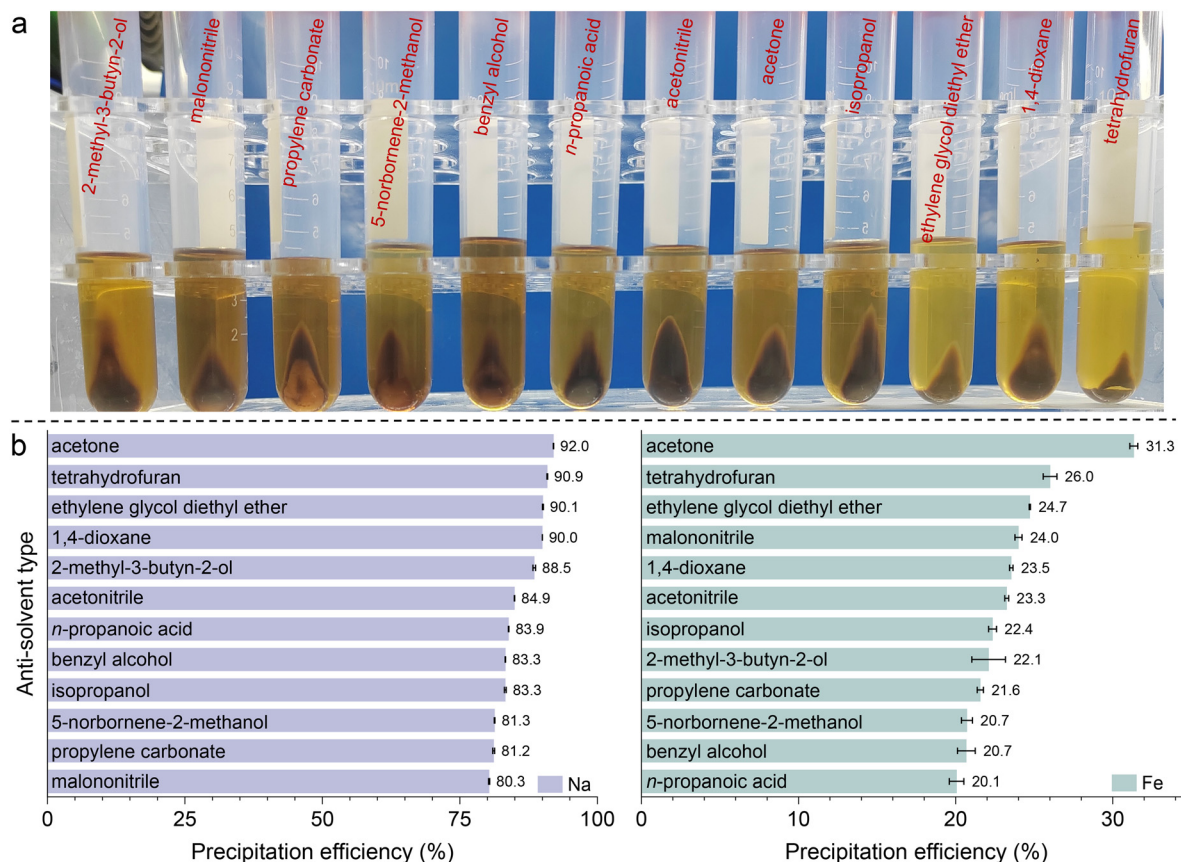 a
2-methyl-3-butyn-2-ol
malononitrile
propylene carbonate
5-norbornene-2-methanol
benzyl alcohol
n-propanoic acid
acetonitrile
acetone
isopropanol
ethylene glycol diethyl ether
1,4-dioxane
tetrahydrofuran
b
Anti-solvent type
acetone 92.0
tetrahydrofuran 90.9
ethylene glycol diethyl ether 90.1
1,4-dioxane 90.0
2-methyl-3-butyn-2-ol 88.5
acetonitrile 84.9
n-propanoic acid 83.9
benzyl alcohol 83.3
isopropanol 83.3
5-norbornene-2-methanol 81.3
propylene carbonate 81.2
malononitrile 80.3
Na
0 25 50 75 100
Precipitation efficiency (%)
acetone 31.3
tetrahydrofuran 26.0
ethylene glycol diethyl ether 24.7
malononitrile 24.0
1,4-dioxane 23.5
acetonitrile 23.3
isopropanol 22.4
2-methyl-3-butyn-2-ol 22.1
propylene carbonate 21.6
5-norbornene-2-methanol 20.7
benzyl alcohol 20.7
n-propanoic acid 20.1
Fe
0 10 20 30
Precipitation efficiency (%)